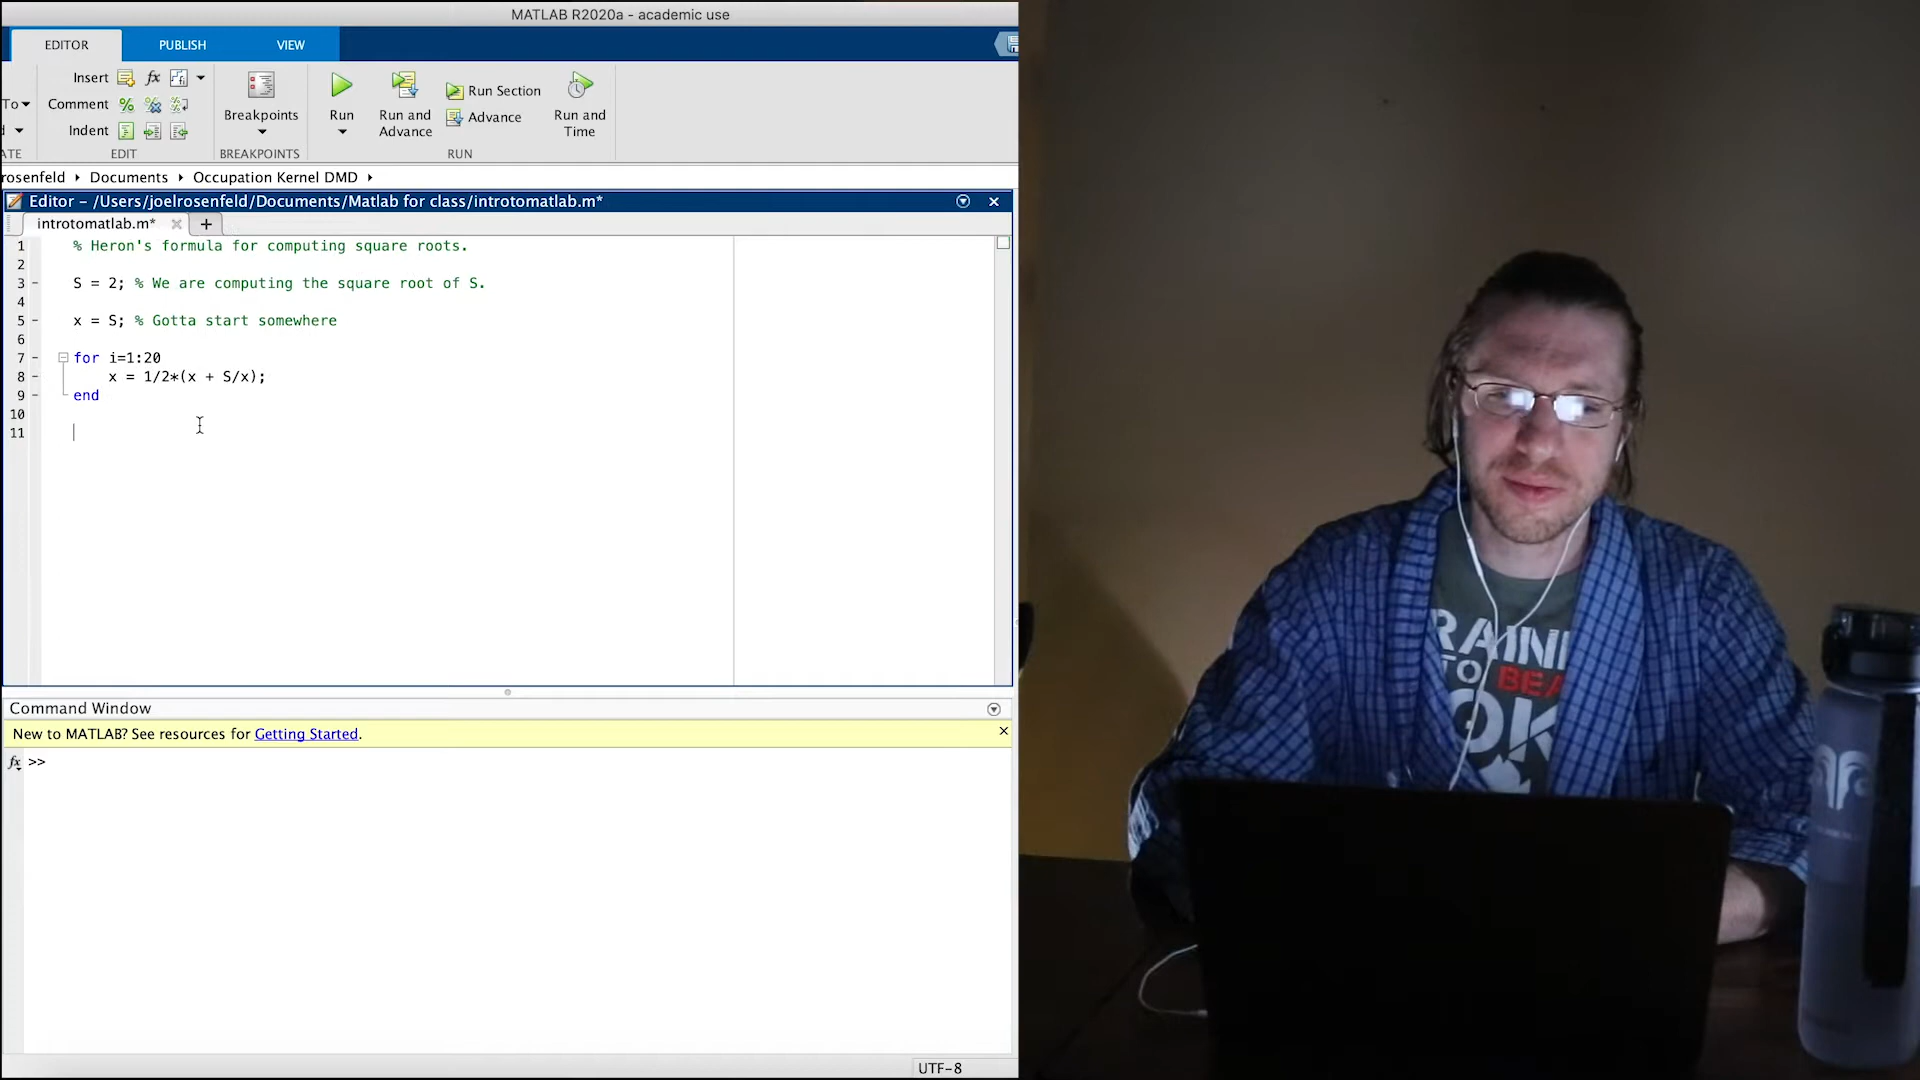 MATLAB R2020a - academic use
EDITOR PUBLISH VIEW
Insert
To Comment
Indent
Breakpoints
Run
Run and Advance
Run Section
Advance
Run and Time
ATE EDIT BREAKPOINTS RUN
rosenfeld ▸ Documents ▸ Occupation Kernel DMD ▸
Editor - /Users/joelrosenfeld/Documents/Matlab for class/introtomatlab.m*
introtomatlab.m* +
1 % Heron's formula for computing square roots.
2
3 - S = 2; % We are computing the square root of S.
4
5 - x = S; % Gotta start somewhere
6
7 - for i=1:20
8 - x = 1/2*(x + S/x);
9 - end
10
11
Command Window
New to MATLAB? See resources for Getting Started.
fx >>
UTF-8
RAIN
TO BEA
OK